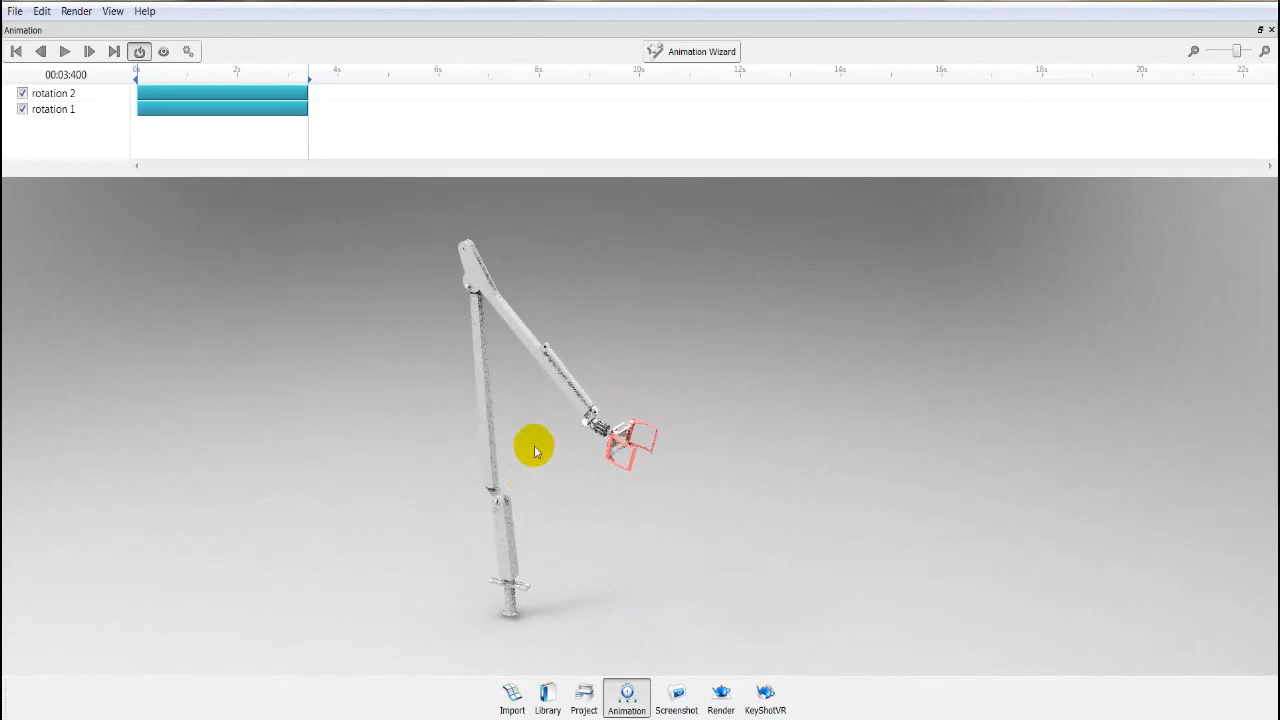 File Edit Render View Help
Animation
Animation Wizard
00:03:400 0s 2s 4s 6s 8s 10s 12s 14s 16s 18s 20s 22s
rotation 2
rotation 1
Import Library Project Animation Screenshot Render KeyShotVR